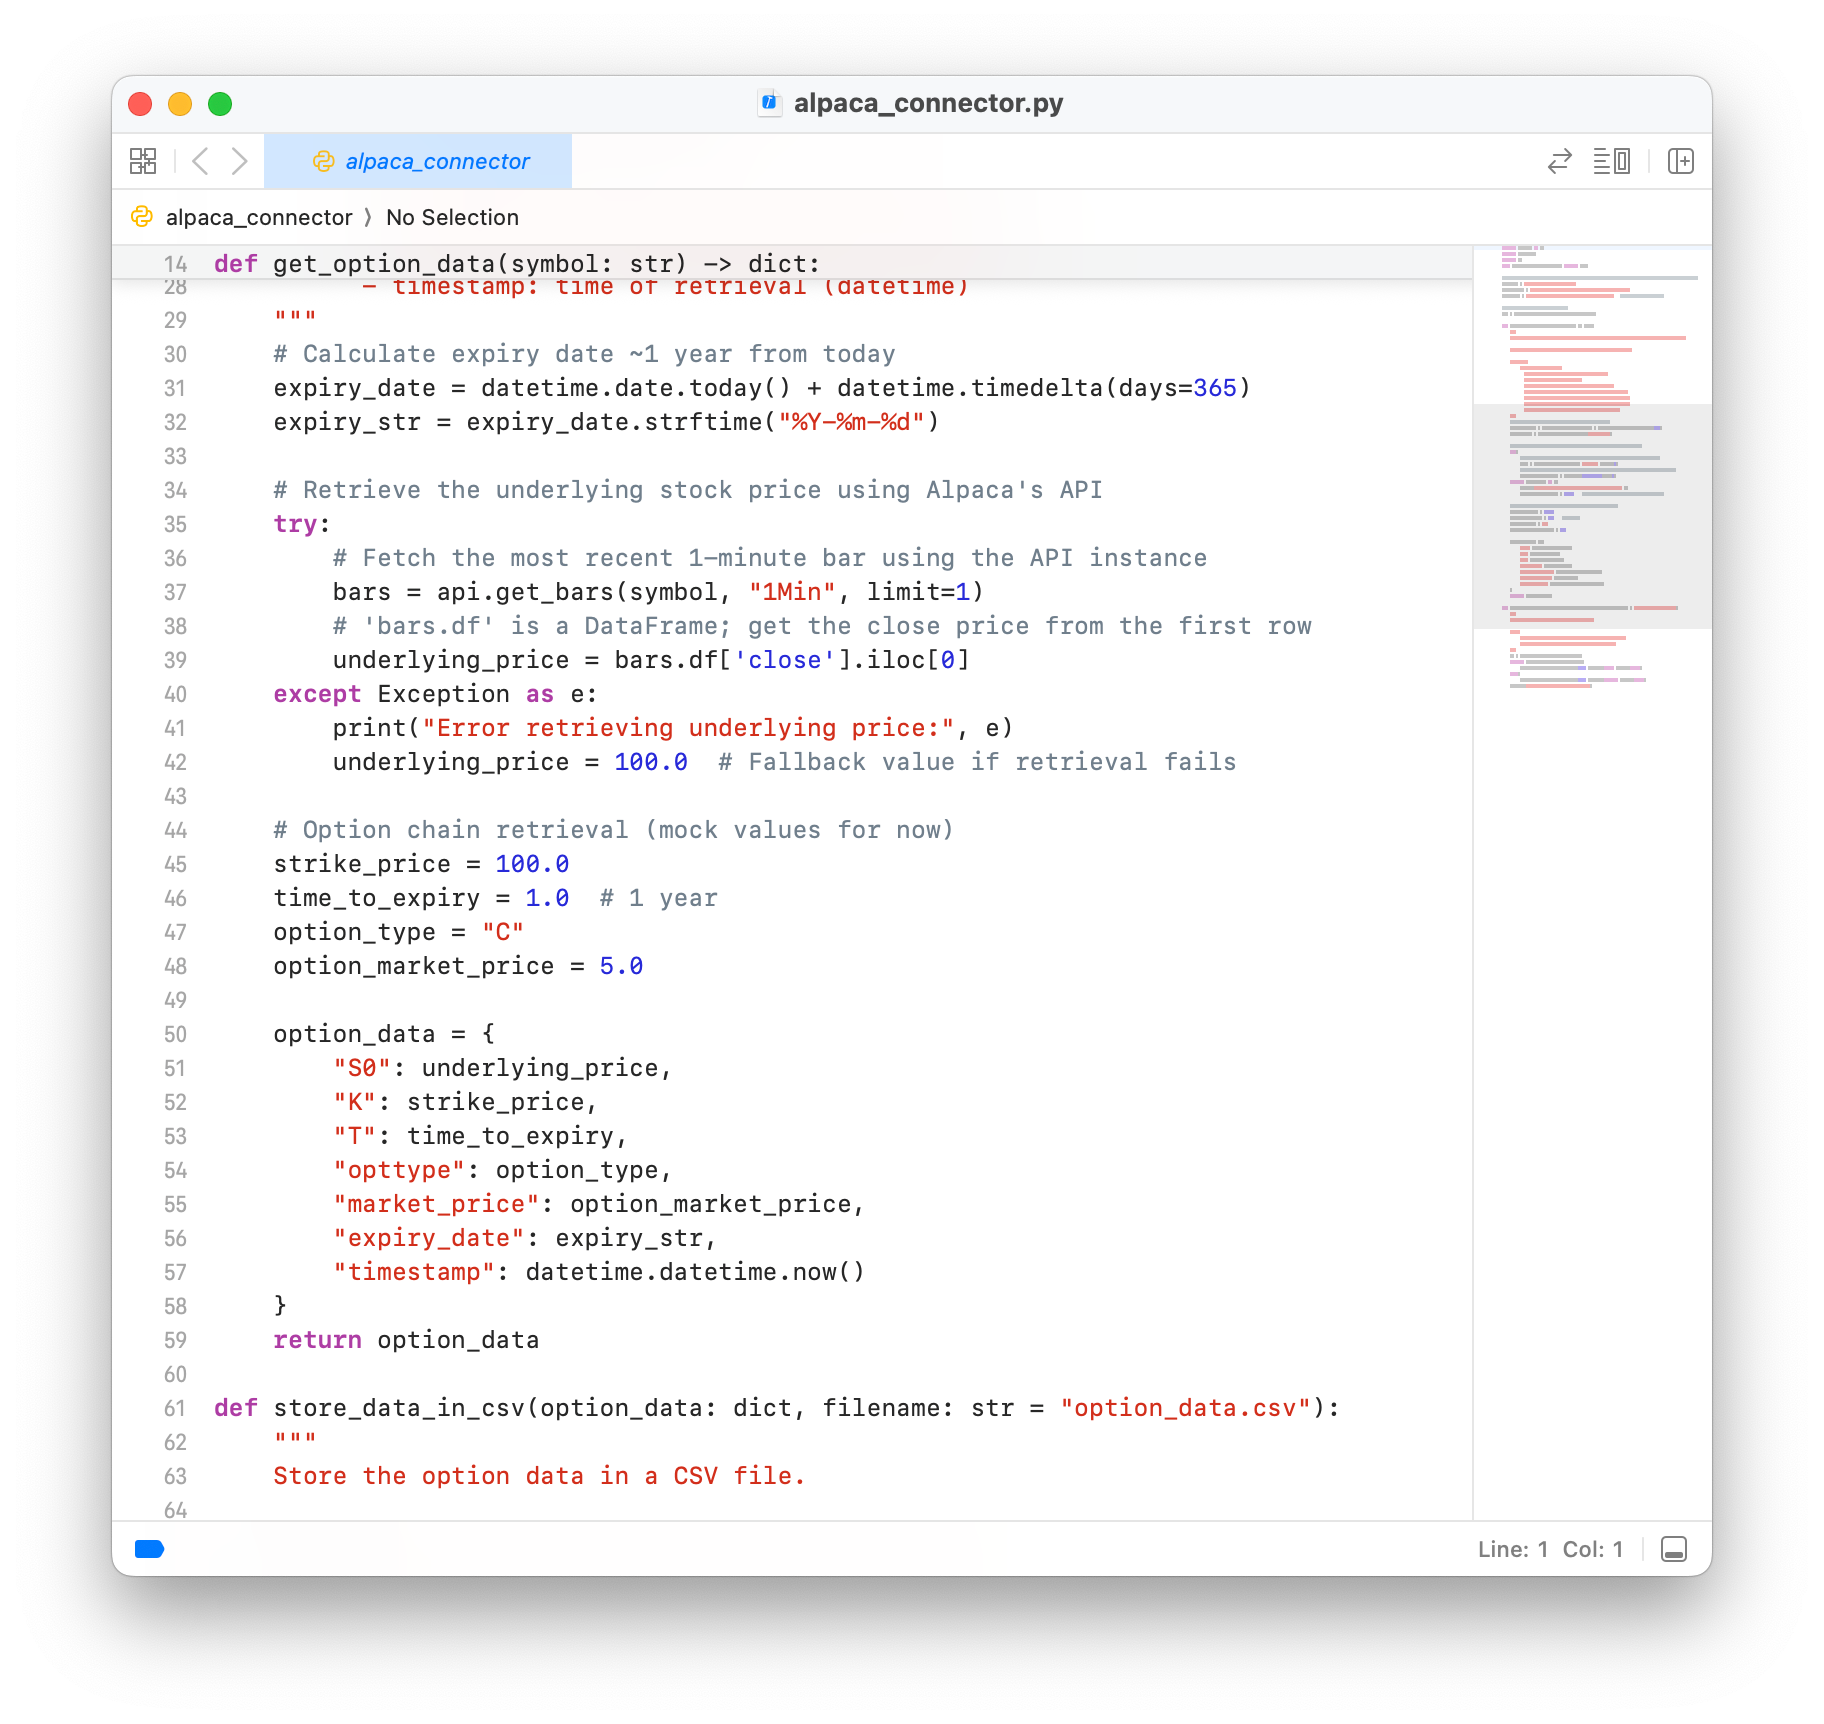 alpaca_connector.py
alpaca_connector
alpaca_connector 〉 No Selection
14 def get_option_data(symbol: str) -> dict:
28           - timestamp: time of retrieval (datetime)
29     """
30     # Calculate expiry date ~1 year from today
31     expiry_date = datetime.date.today() + datetime.timedelta(days=365)
32     expiry_str = expiry_date.strftime("%Y-%m-%d")
33
34     # Retrieve the underlying stock price using Alpaca's API
35     try:
36         # Fetch the most recent 1-minute bar using the API instance
37         bars = api.get_bars(symbol, "1Min", limit=1)
38         # 'bars.df' is a DataFrame; get the close price from the first row
39         underlying_price = bars.df['close'].iloc[0]
40     except Exception as e:
41         print("Error retrieving underlying price:", e)
42         underlying_price = 100.0  # Fallback value if retrieval fails
43
44     # Option chain retrieval (mock values for now)
45     strike_price = 100.0
46     time_to_expiry = 1.0  # 1 year
47     option_type = "C"
48     option_market_price = 5.0
49
50     option_data = {
51         "S0": underlying_price,
52         "K": strike_price,
53         "T": time_to_expiry,
54         "opttype": option_type,
55         "market_price": option_market_price,
56         "expiry_date": expiry_str,
57         "timestamp": datetime.datetime.now()
58     }
59     return option_data
60
61 def store_data_in_csv(option_data: dict, filename: str = "option_data.csv"):
62     """
63     Store the option data in a CSV file.
64
Line: 1  Col: 1